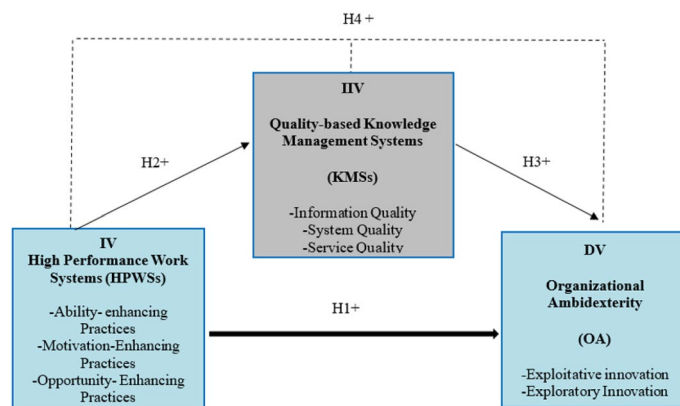 H4 +
IIV
Quality-based Knowledge
Management Systems
(KMSs)
-Information Quality
-System Quality
-Service Quality
H2+
H3+
IV
High Performance Work
Systems (HPWSs)
-Ability- enhancing
Practices
-Motivation-Enhancing
Practices
-Opportunity- Enhancing
Practices
H1+
DV
Organizational
Ambidexterity
(OA)
-Exploitative innovation
-Exploratory Innovation